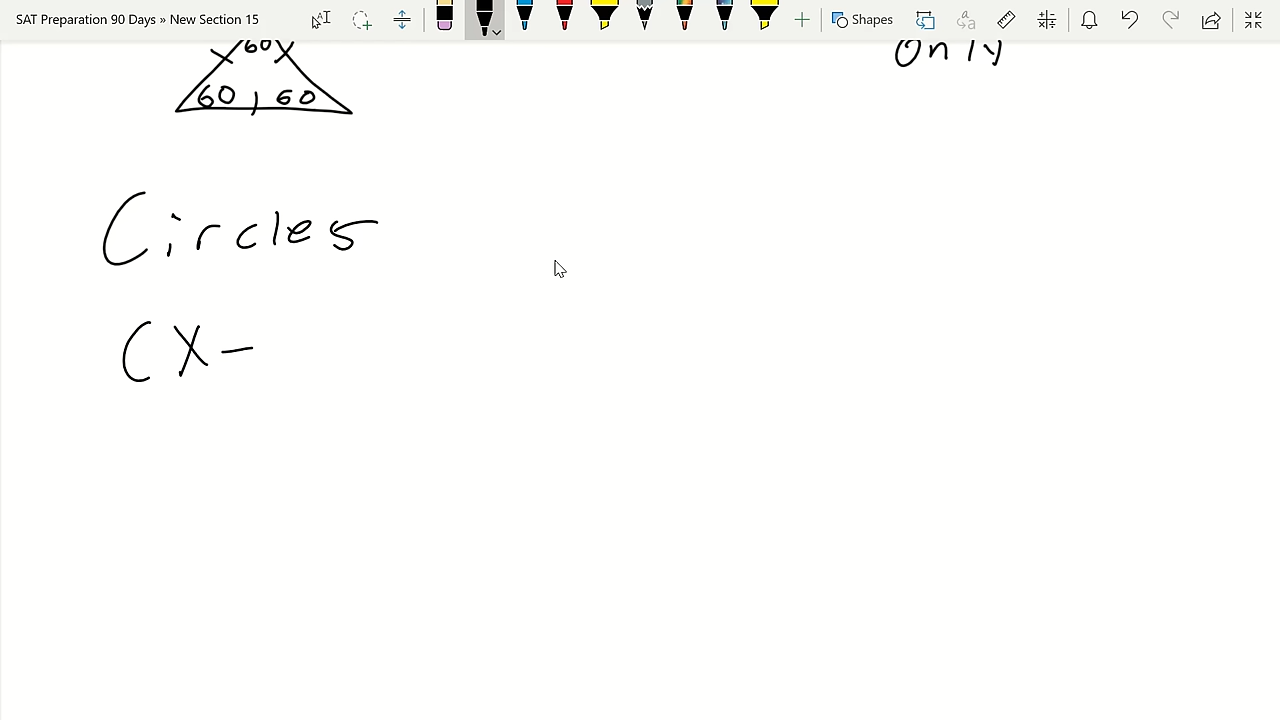 SAT Preparation 90 Days » New Section 15
Shapes
60
60 60
Only
Circles
(X-